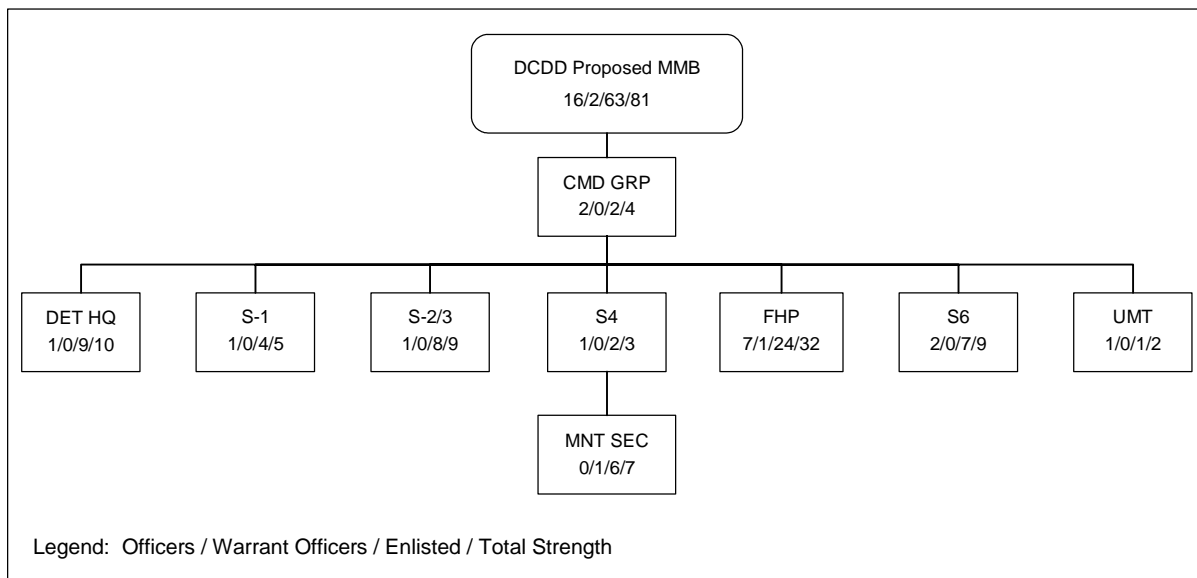 DCDD Proposed MMB
16/2/63/81
CMD GRP
2/0/2/4
DET HQ
1/0/9/10
S-1
1/0/4/5
S-2/3
1/0/8/9
S4
1/0/2/3
FHP
7/1/24/32
S6
2/0/7/9
UMT
1/0/1/2
MNT SEC
0/1/6/7
Legend: Officers / Warrant Officers / Enlisted / Total Strength